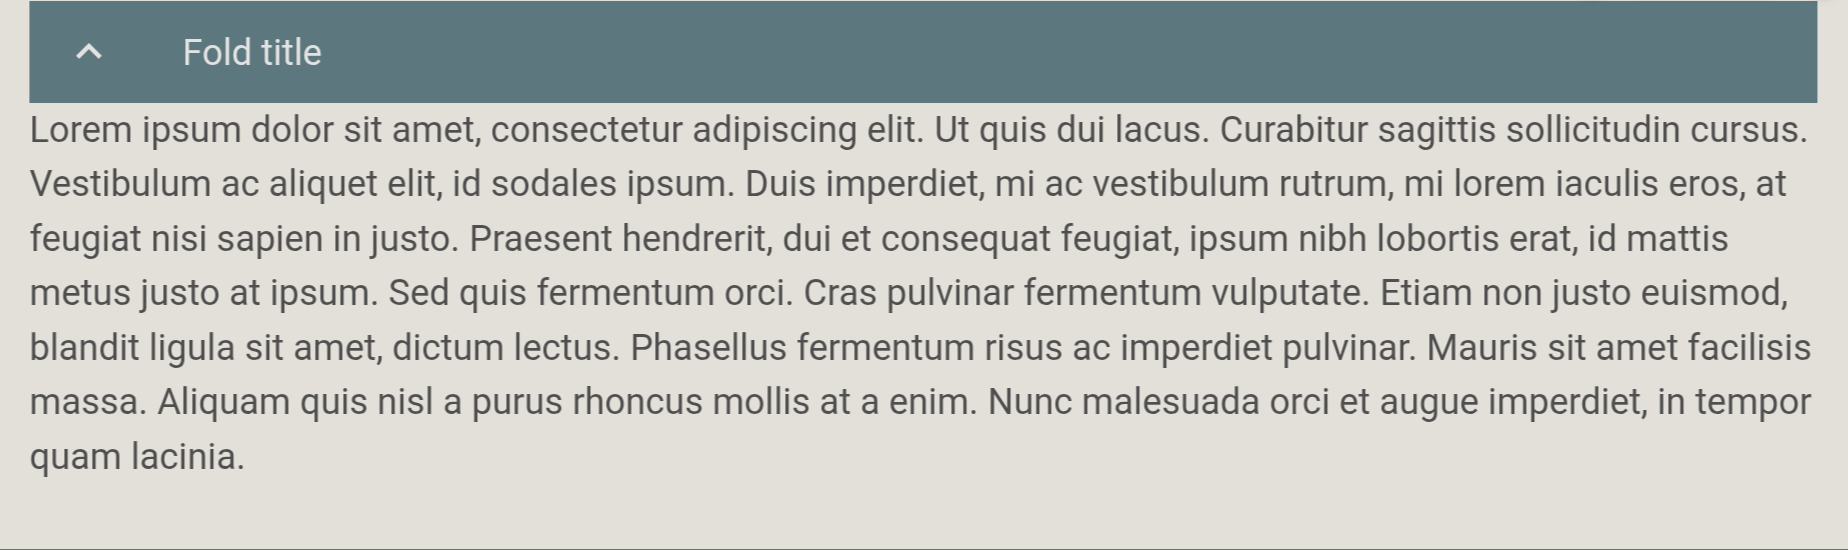 Fold title
Lorem ipsum dolor sit amet, consectetur adipiscing elit. Ut quis dui lacus. Curabitur sagittis sollicitudin cursus.
Vestibulum ac aliquet elit, id sodales ipsum. Duis imperdiet, mi ac vestibulum rutrum, mi lorem iaculis eros, at
feugiat nisi sapien in justo. Praesent hendrerit, dui et consequat feugiat, ipsum nibh lobortis erat, id mattis
metus justo at ipsum. Sed quis fermentum orci. Cras pulvinar fermentum vulputate. Etiam non justo euismod,
blandit ligula sit amet, dictum lectus. Phasellus fermentum risus ac imperdiet pulvinar. Mauris sit amet facilisis
massa. Aliquam quis nisl a purus rhoncus mollis at a enim. Nunc malesuada orci et augue imperdiet, in tempor
quam lacinia.